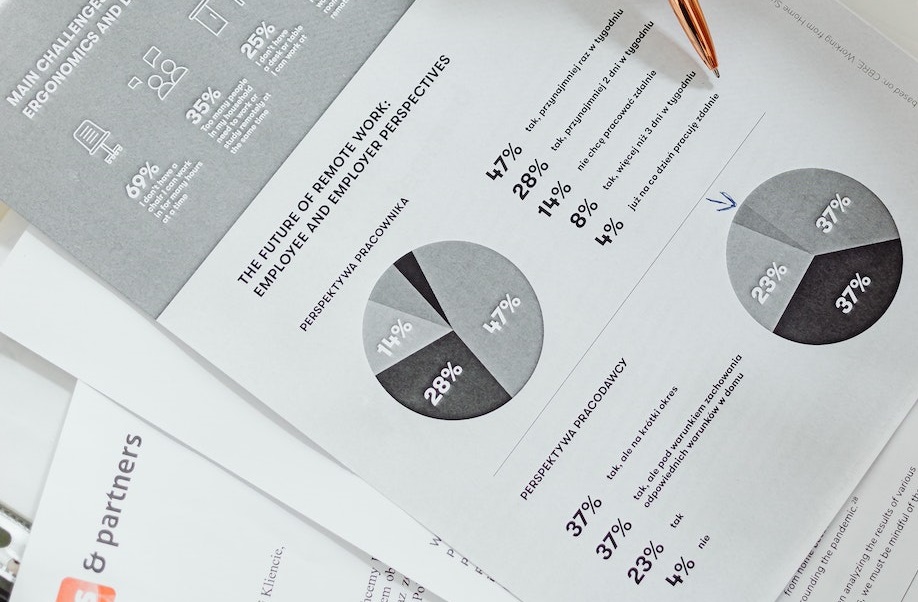 MAIN CHALLENGES
ERGONOMICS AND
69%
I don't have a
chair I can work
in for many hours
at a time
35%
Too many people
in my household
need to work or
study remotely at
the same time
25%
I don't have
a desk or table
I can work at
THE FUTURE OF REMOTE WORK:
EMPLOYEE AND EMPLOYER PERSPECTIVES
PERSPEKTYWA PRACOWNIKA
47% tak, przynajmniej raz w tygodniu
28% tak, przynajmniej 2 dni w tygodniu
14% nie chcę pracować zdalnie
8% tak, więcej niż 3 dni w tygodniu
4% już na co dzień pracuję zdalnie
47%
28%
14%
PERSPEKTYWA PRACODAWCY
37% tak, ale na krótki okres
37% tak, ale pod warunkiem zachowania
odpowiednich warunków w domu
23% tak
4% nie
37%
37%
23%
based on: CBRE, Working from Home
& partners
Kliencie,
from home
rounding the pandemic.
analyzing the results of various
we must be mindful of